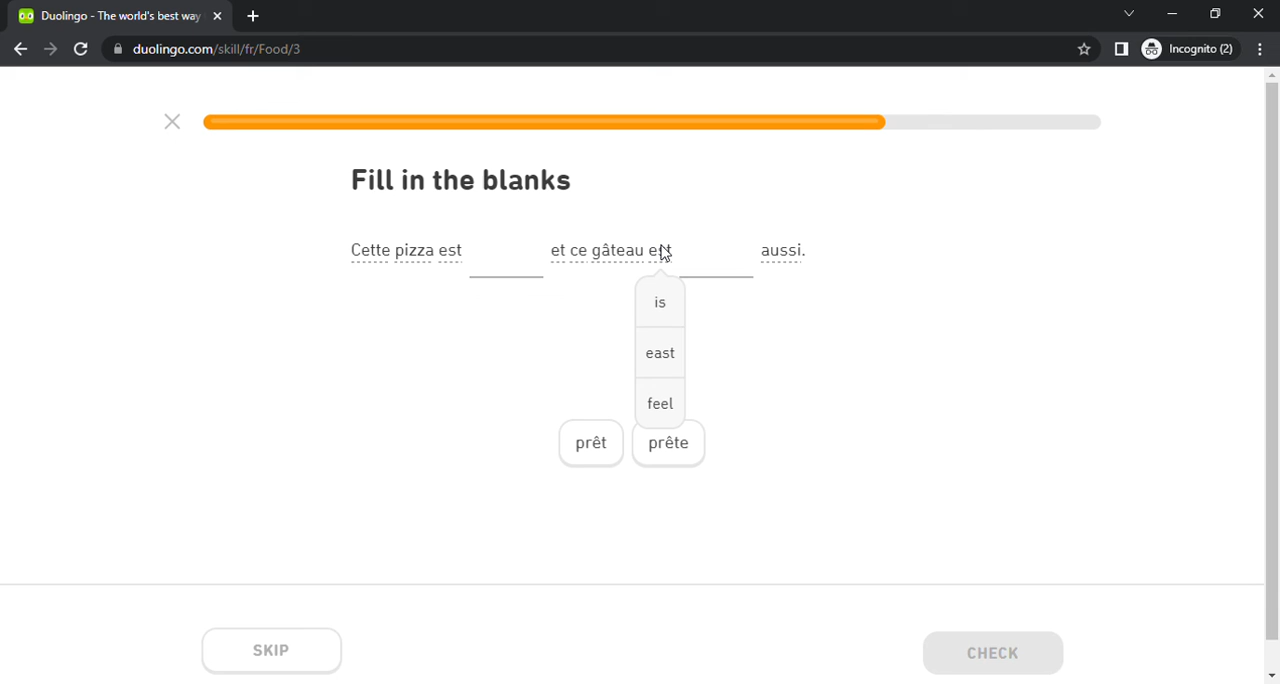 Duolingo - The world's best way
duolingo.com/skill/fr/Food/3
Incognito (2)
Fill in the blanks
Cette pizza est et ce gâteau est aussi.
is
east
feel
prêt prête
SKIP CHECK